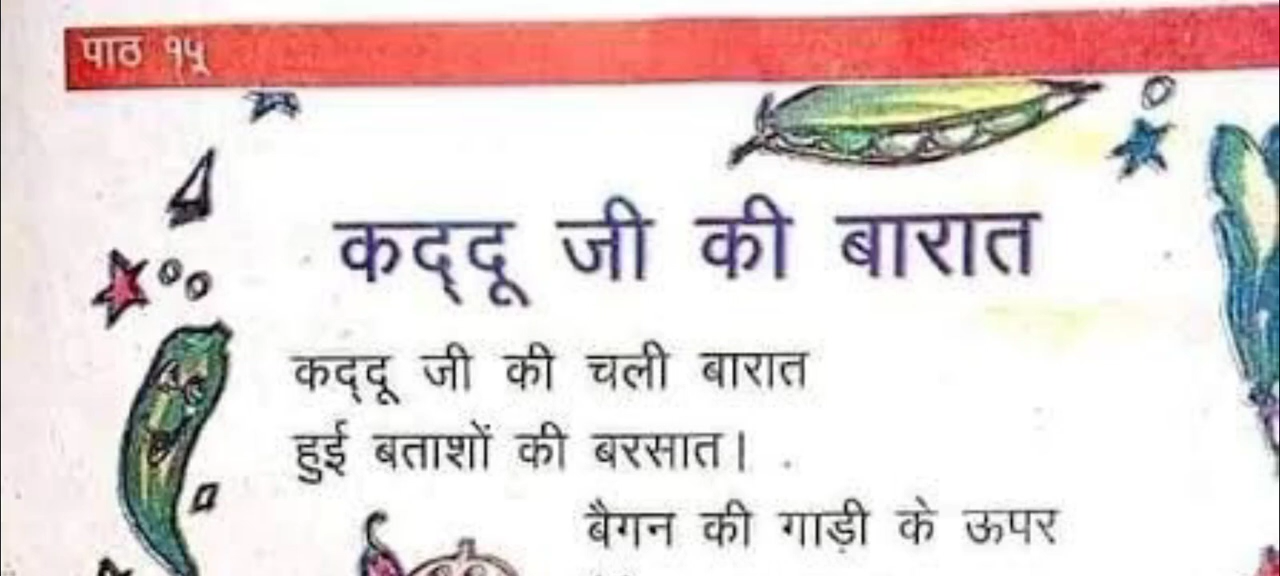 पाठ १५
कद्दू जी की बारात
कद्दू जी की चली बारात
हुई बताशों की बरसात।
बैगन की गाड़ी के ऊपर